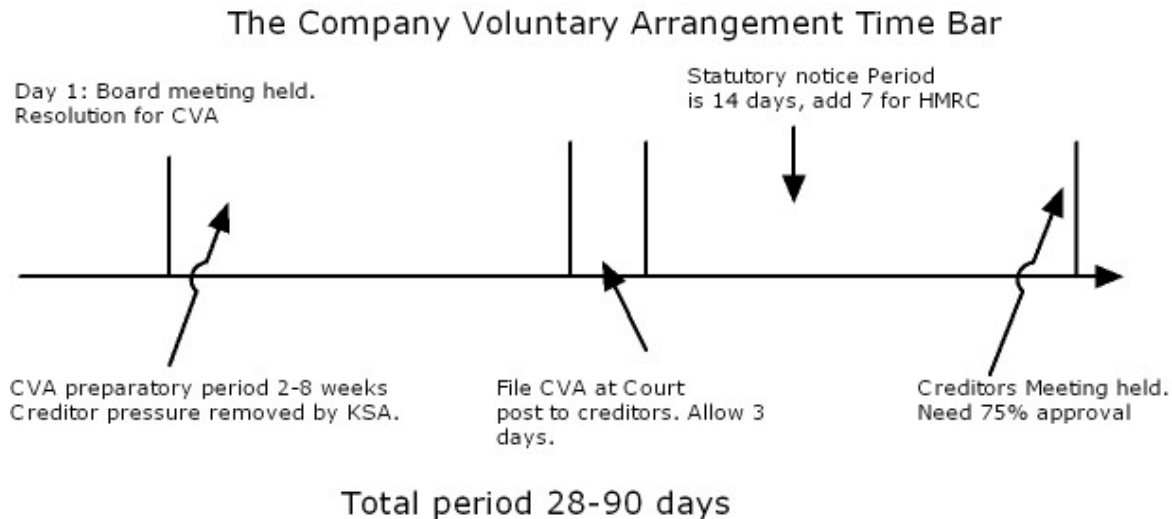 The Company Voluntary Arrangement Time Bar
Day 1: Board meeting held.
Resolution for CVA
Statutory notice Period
is 14 days, add 7 for HMRC
CVA preparatory period 2-8 weeks
Creditor pressure removed by KSA.
File CVA at Court
post to creditors. Allow 3
days.
Creditors Meeting held.
Need 75% approval
Total period 28-90 days